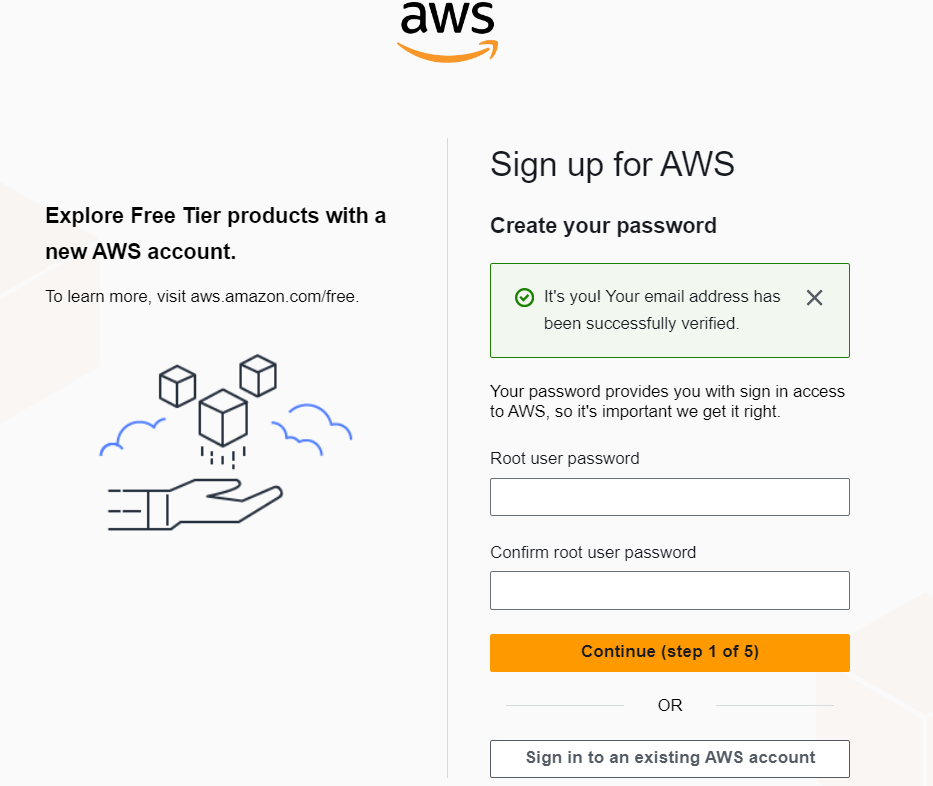 aws
Explore Free Tier products with a
new AWS account.
To learn more, visit aws.amazon.com/free.
Sign up for AWS
Create your password
It's you! Your email address has
been successfully verified.
Your password provides you with sign in access
to AWS, so it's important we get it right.
Root user password
Confirm root user password
Continue (step 1 of 5)
OR
Sign in to an existing AWS account